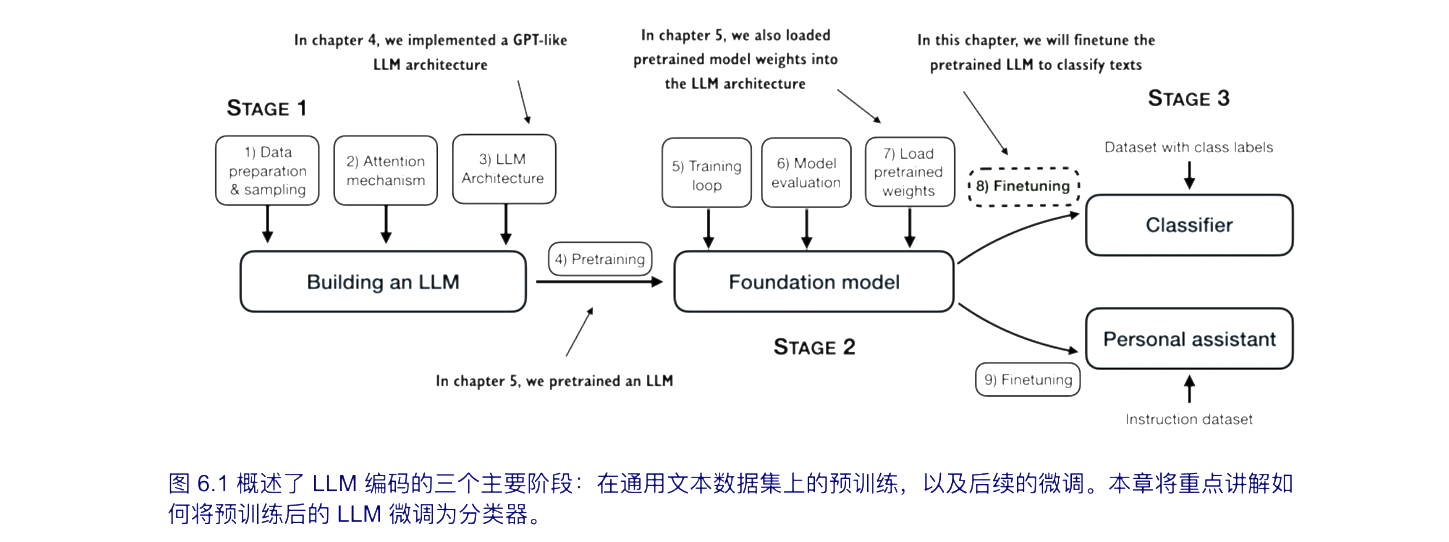 In chapter 4, we implemented a GPT-like
LLM architecture
In chapter 5, we also loaded
pretrained model weights into
the LLM architecture
In this chapter, we will finetune the
pretrained LLM to classify texts
STAGE 1
STAGE 3
1) Data
preparation
& sampling
2) Attention
mechanism
3) LLM
Architecture
5) Training
loop
6) Model
evaluation
7) Load
pretrained
weights
8) Finetuning
Dataset with class labels
Classifier
Building an LLM
4) Pretraining
Foundation model
STAGE 2
Personal assistant
In chapter 5, we pretrained an LLM
9) Finetuning
Instruction dataset
图 6.1 概述了 LLM 编码的三个主要阶段：在通用文本数据集上的预训练，以及后续的微调。本章将重点讲解如
何将预训练后的 LLM 微调为分类器。